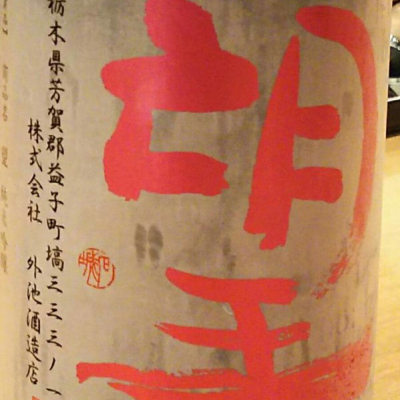 望
栃木県芳賀郡益子町塙三三三ノ一
株式会社 外池酒造店